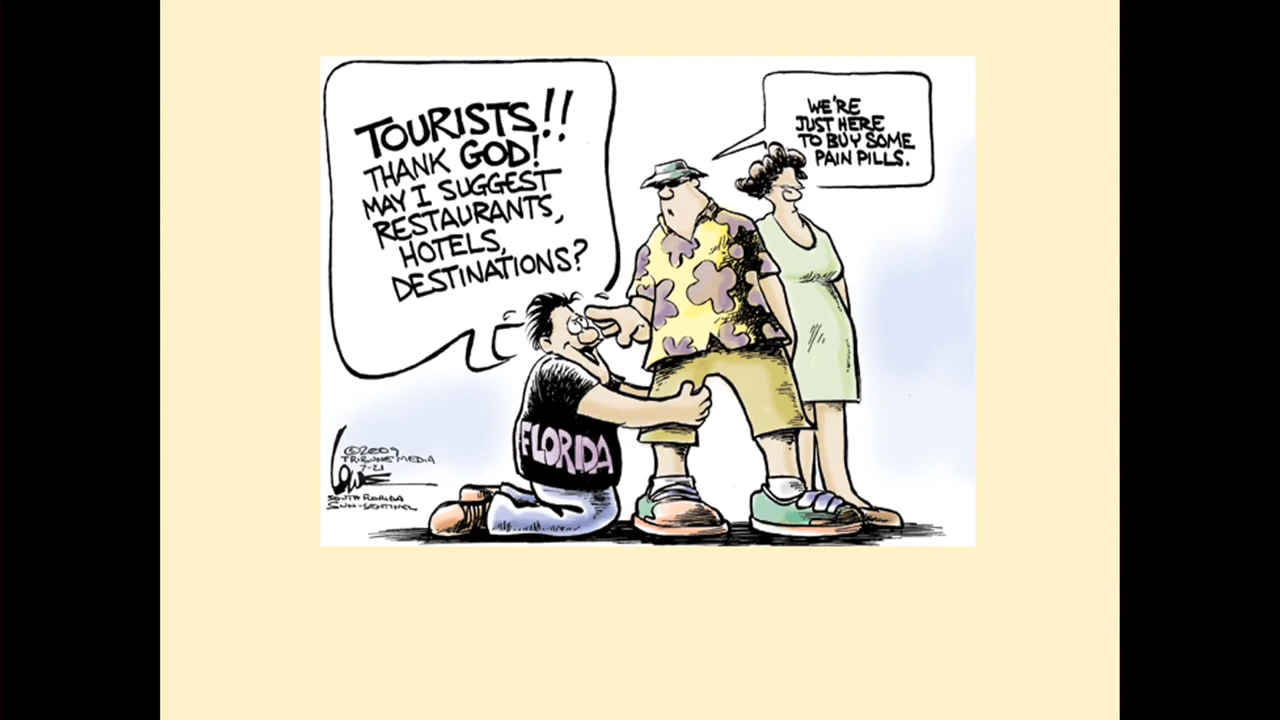 TOURISTS!!
THANK GOD!
MAY I SUGGEST
RESTAURANTS,
HOTELS,
DESTINATIONS?
WE'RE
JUST HERE
TO BUY SOME
PAIN PILLS.
FLORIDA
©2009
TRIBUNE MEDIA
7-21
LOWE
SOUTH FLORIDA
SUN-SENTINEL